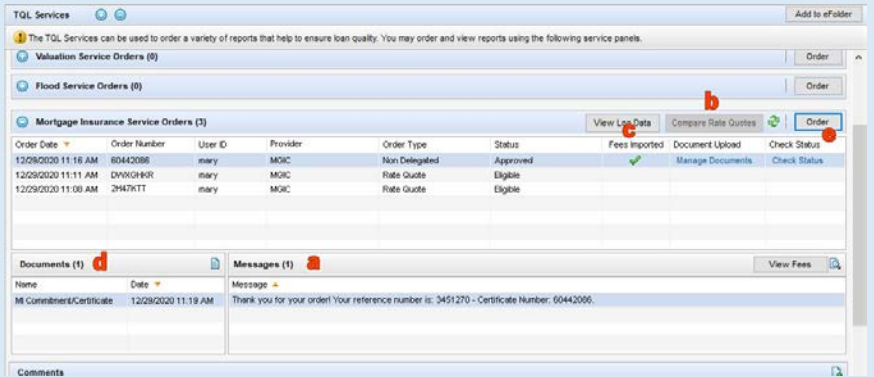 TQL Services Add to eFolder
The TQL Services can be used to order a variety of reports that help to ensure loan quality. You may order and view reports using the following service panels.
Valuation Service Orders (0) Order
Flood Service Orders (0) Order
b
Mortgage Insurance Service Orders (3) View Log Data Compare Rate Quotes Order
c e
Order Date Order Number User ID Provider Order Type Status Fees Imported Document Upload Check Status
12/29/2020 11:16 AM 60442086 mary MGIC Non Delegated Approved Manage Documents Check Status
12/29/2020 11:11 AM DVWXGHKR mary MGIC Rate Quote Eligible
12/29/2020 11:08 AM 2H47KTT mary MGIC Rate Quote Eligible
Documents (1) d Messages (1) a View Fees
Name Date Message
MI Commitment/Certificate 12/29/2020 11:19 AM Thank you for your order! Your reference number is: 3451270 - Certificate Number: 60442086.
Comments